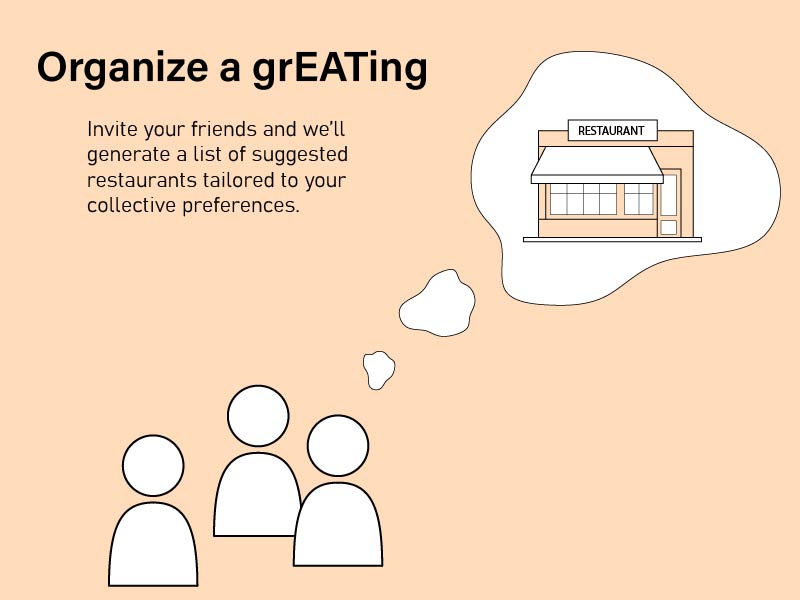 Organize a grEATing
Invite your friends and we'll
generate a list of suggested
restaurants tailored to your
collective preferences.
RESTAURANT